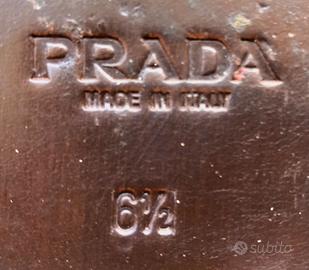 PRADA
MADE IN ITALY
6½
subito